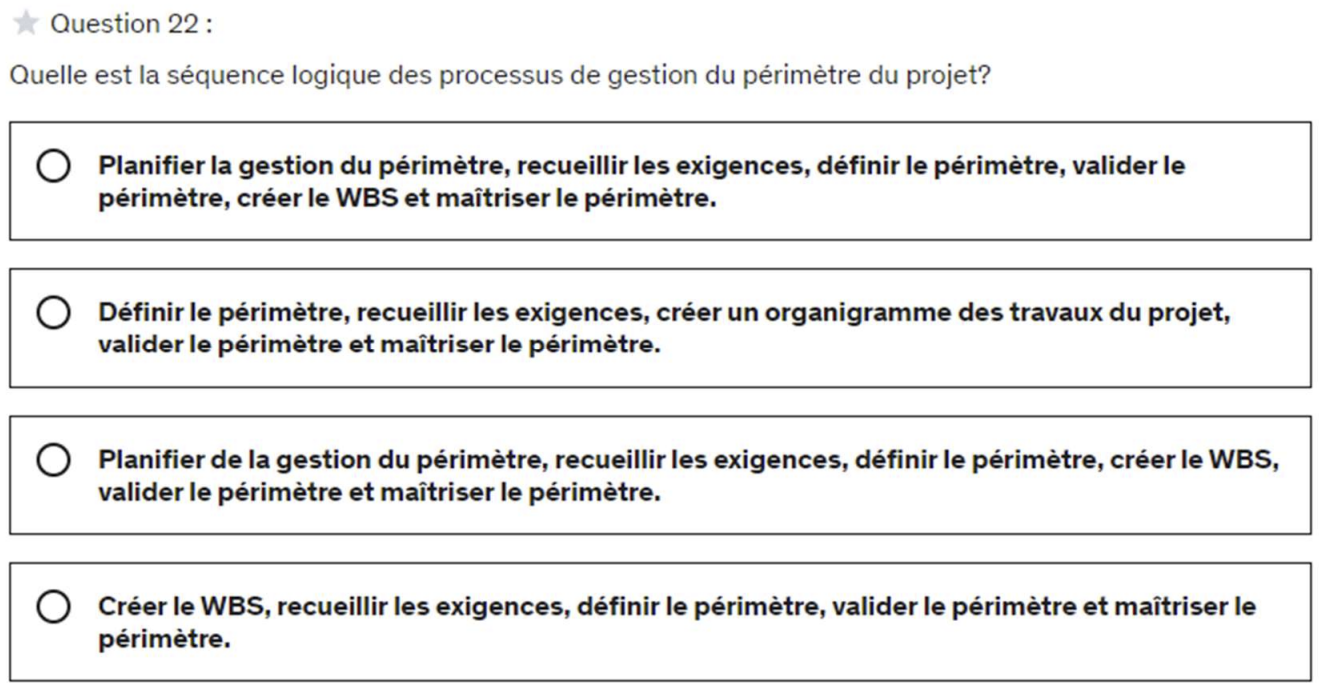 Question 22 :
Quelle est la séquence logique des processus de gestion du périmètre du projet?
Planifier la gestion du périmètre, recueillir les exigences, définir le périmètre, valider le
périmètre, créer le WBS et maîtriser le périmètre.
Définir le périmètre, recueillir les exigences, créer un organigramme des travaux du projet,
valider le périmètre et maîtriser le périmètre.
Planifier de la gestion du périmètre, recueillir les exigences, définir le périmètre, créer le WBS,
valider le périmètre et maîtriser le périmètre.
Créer le WBS, recueillir les exigences, définir le périmètre, valider le périmètre et maîtriser le
périmètre.